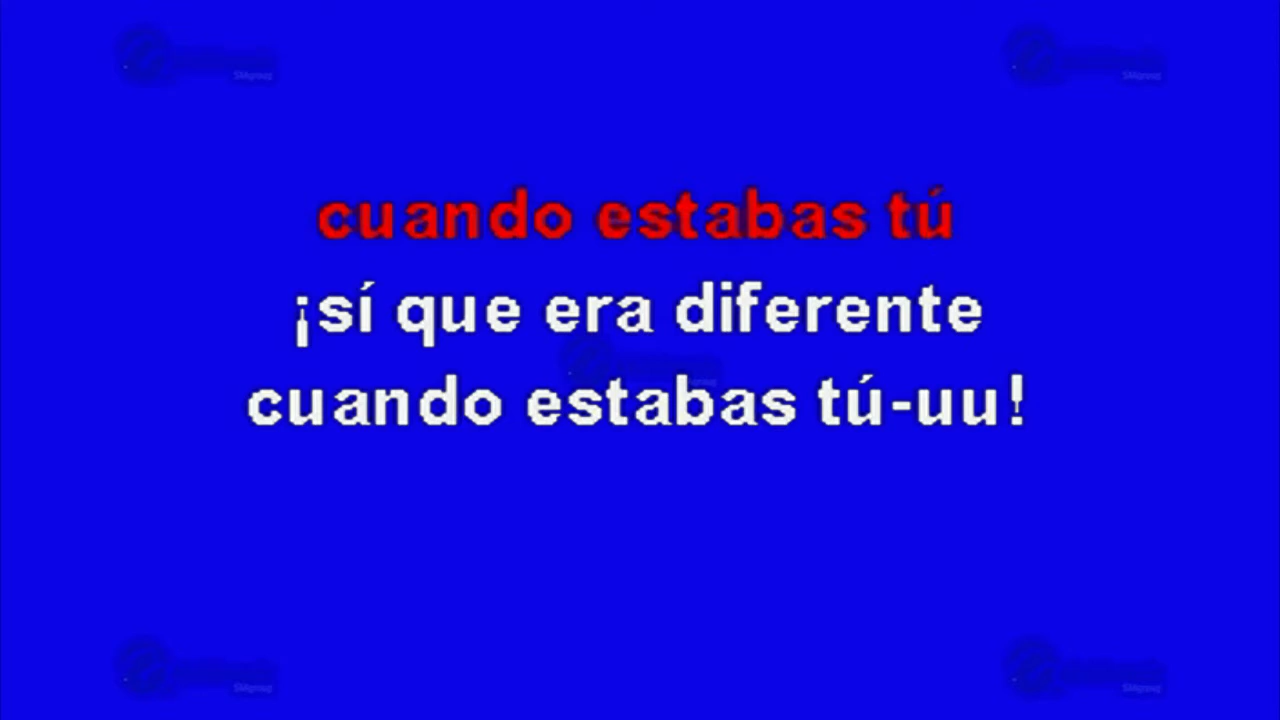 cuando estabas tú
¡sí que era diferente
cuando estabas tú-uu!